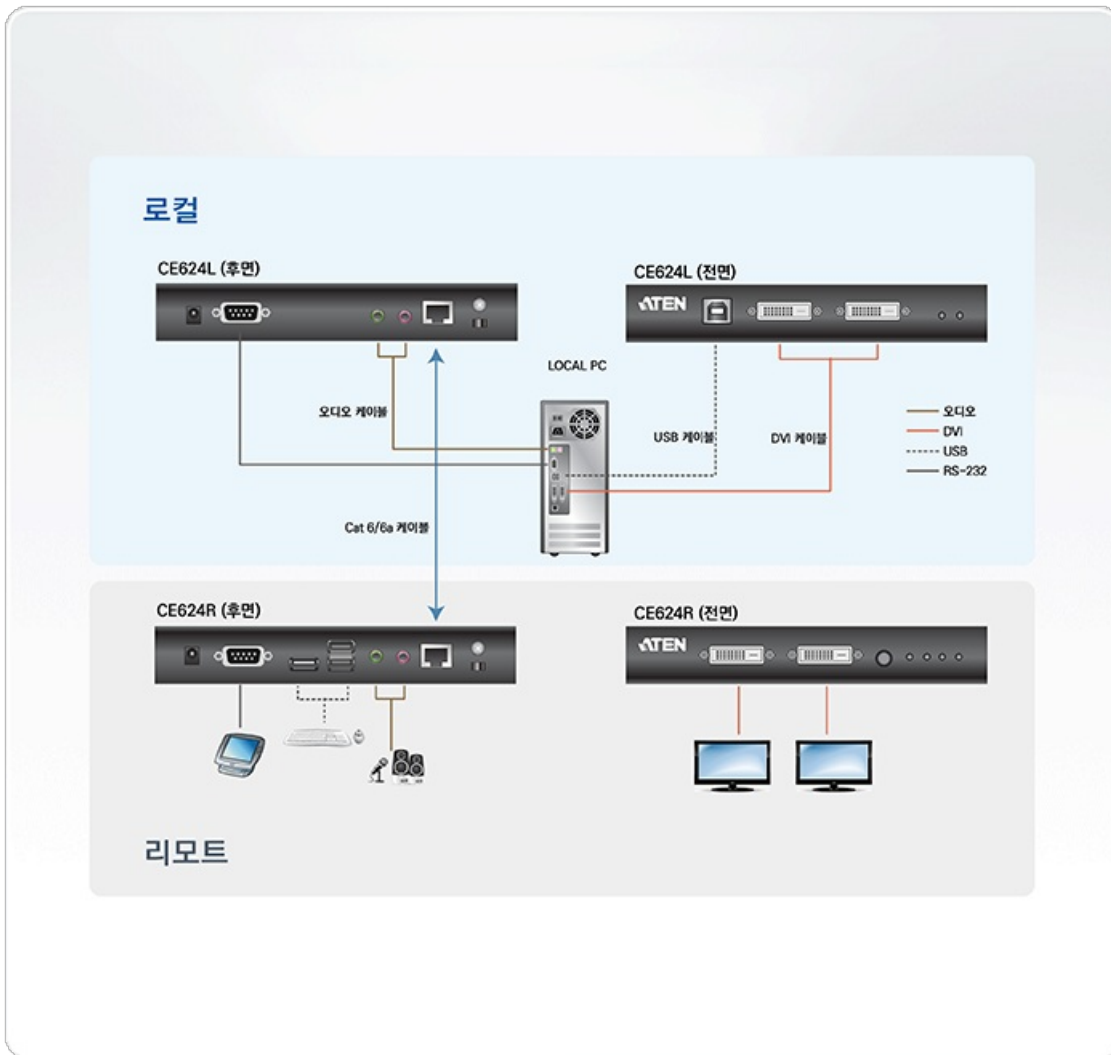 로컬
CE624L (후면)
CE624L (전면)
ATEN
LOCAL PC
오디오 케이블
USB 케이블
DVI 케이블
오디오
DVI
USB
RS-232
Cat 6/6a 케이블
CE624R (후면)
CE624R (전면)
ATEN
리모트